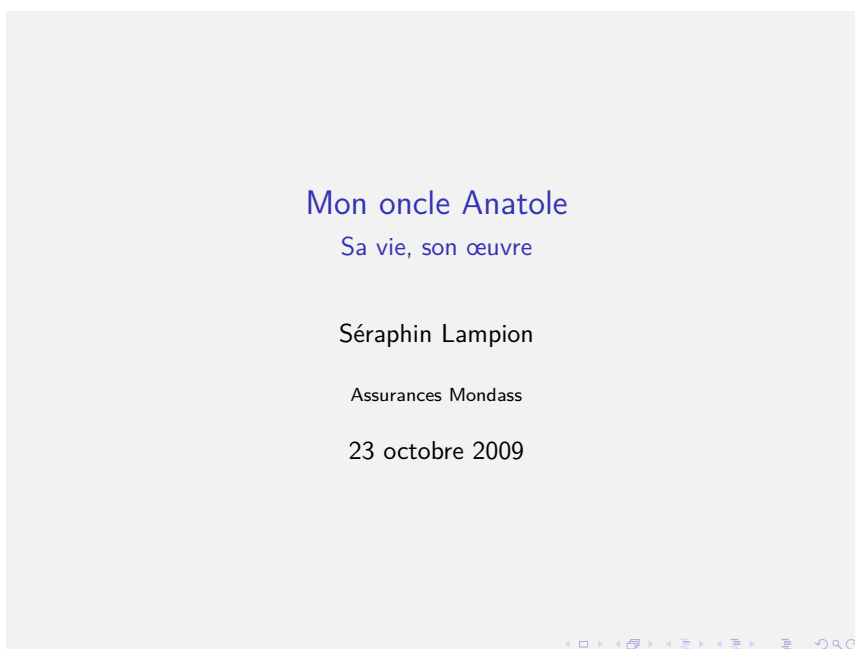 Mon oncle Anatole
Sa vie, son œuvre
Séraphin Lampion
Assurances Mondass
23 octobre 2009